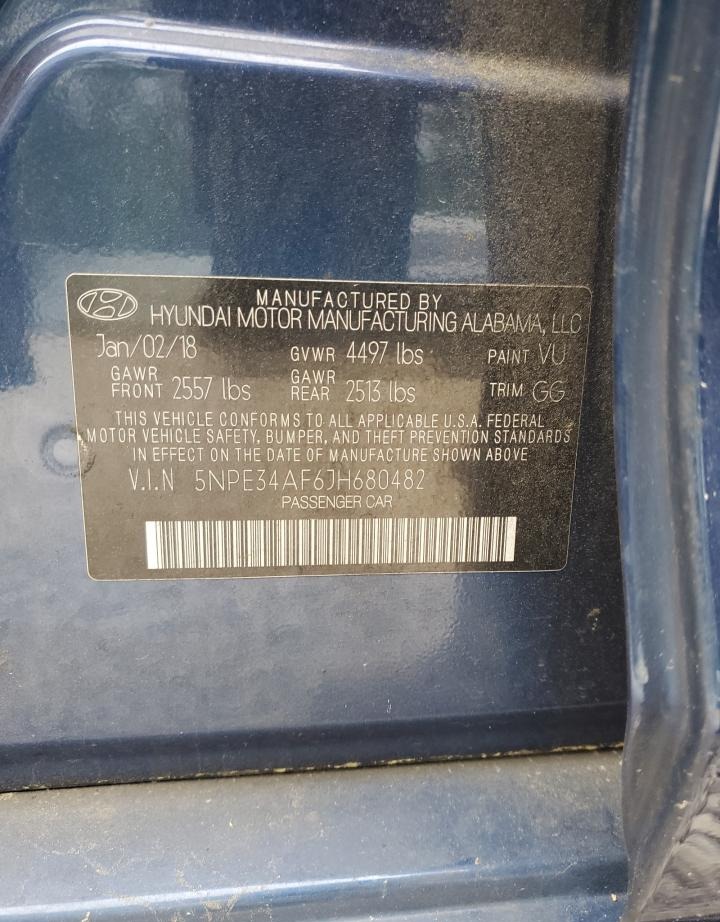 MANUFACTURED BY
HYUNDAI MOTOR MANUFACTURING ALABAMA, LLC
Jan/02/18 GVWR 4497 lbs PAINT VU
GAWR FRONT 2557 lbs GAWR REAR 2513 lbs TRIM GG
THIS VEHICLE CONFORMS TO ALL APPLICABLE U.S.A. FEDERAL
MOTOR VEHICLE SAFETY, BUMPER, AND THEFT PREVENTION STANDARDS
IN EFFECT ON THE DATE OF MANUFACTURE SHOWN ABOVE.
V.I.N 5NPE34AF6JH680482
PASSENGER CAR